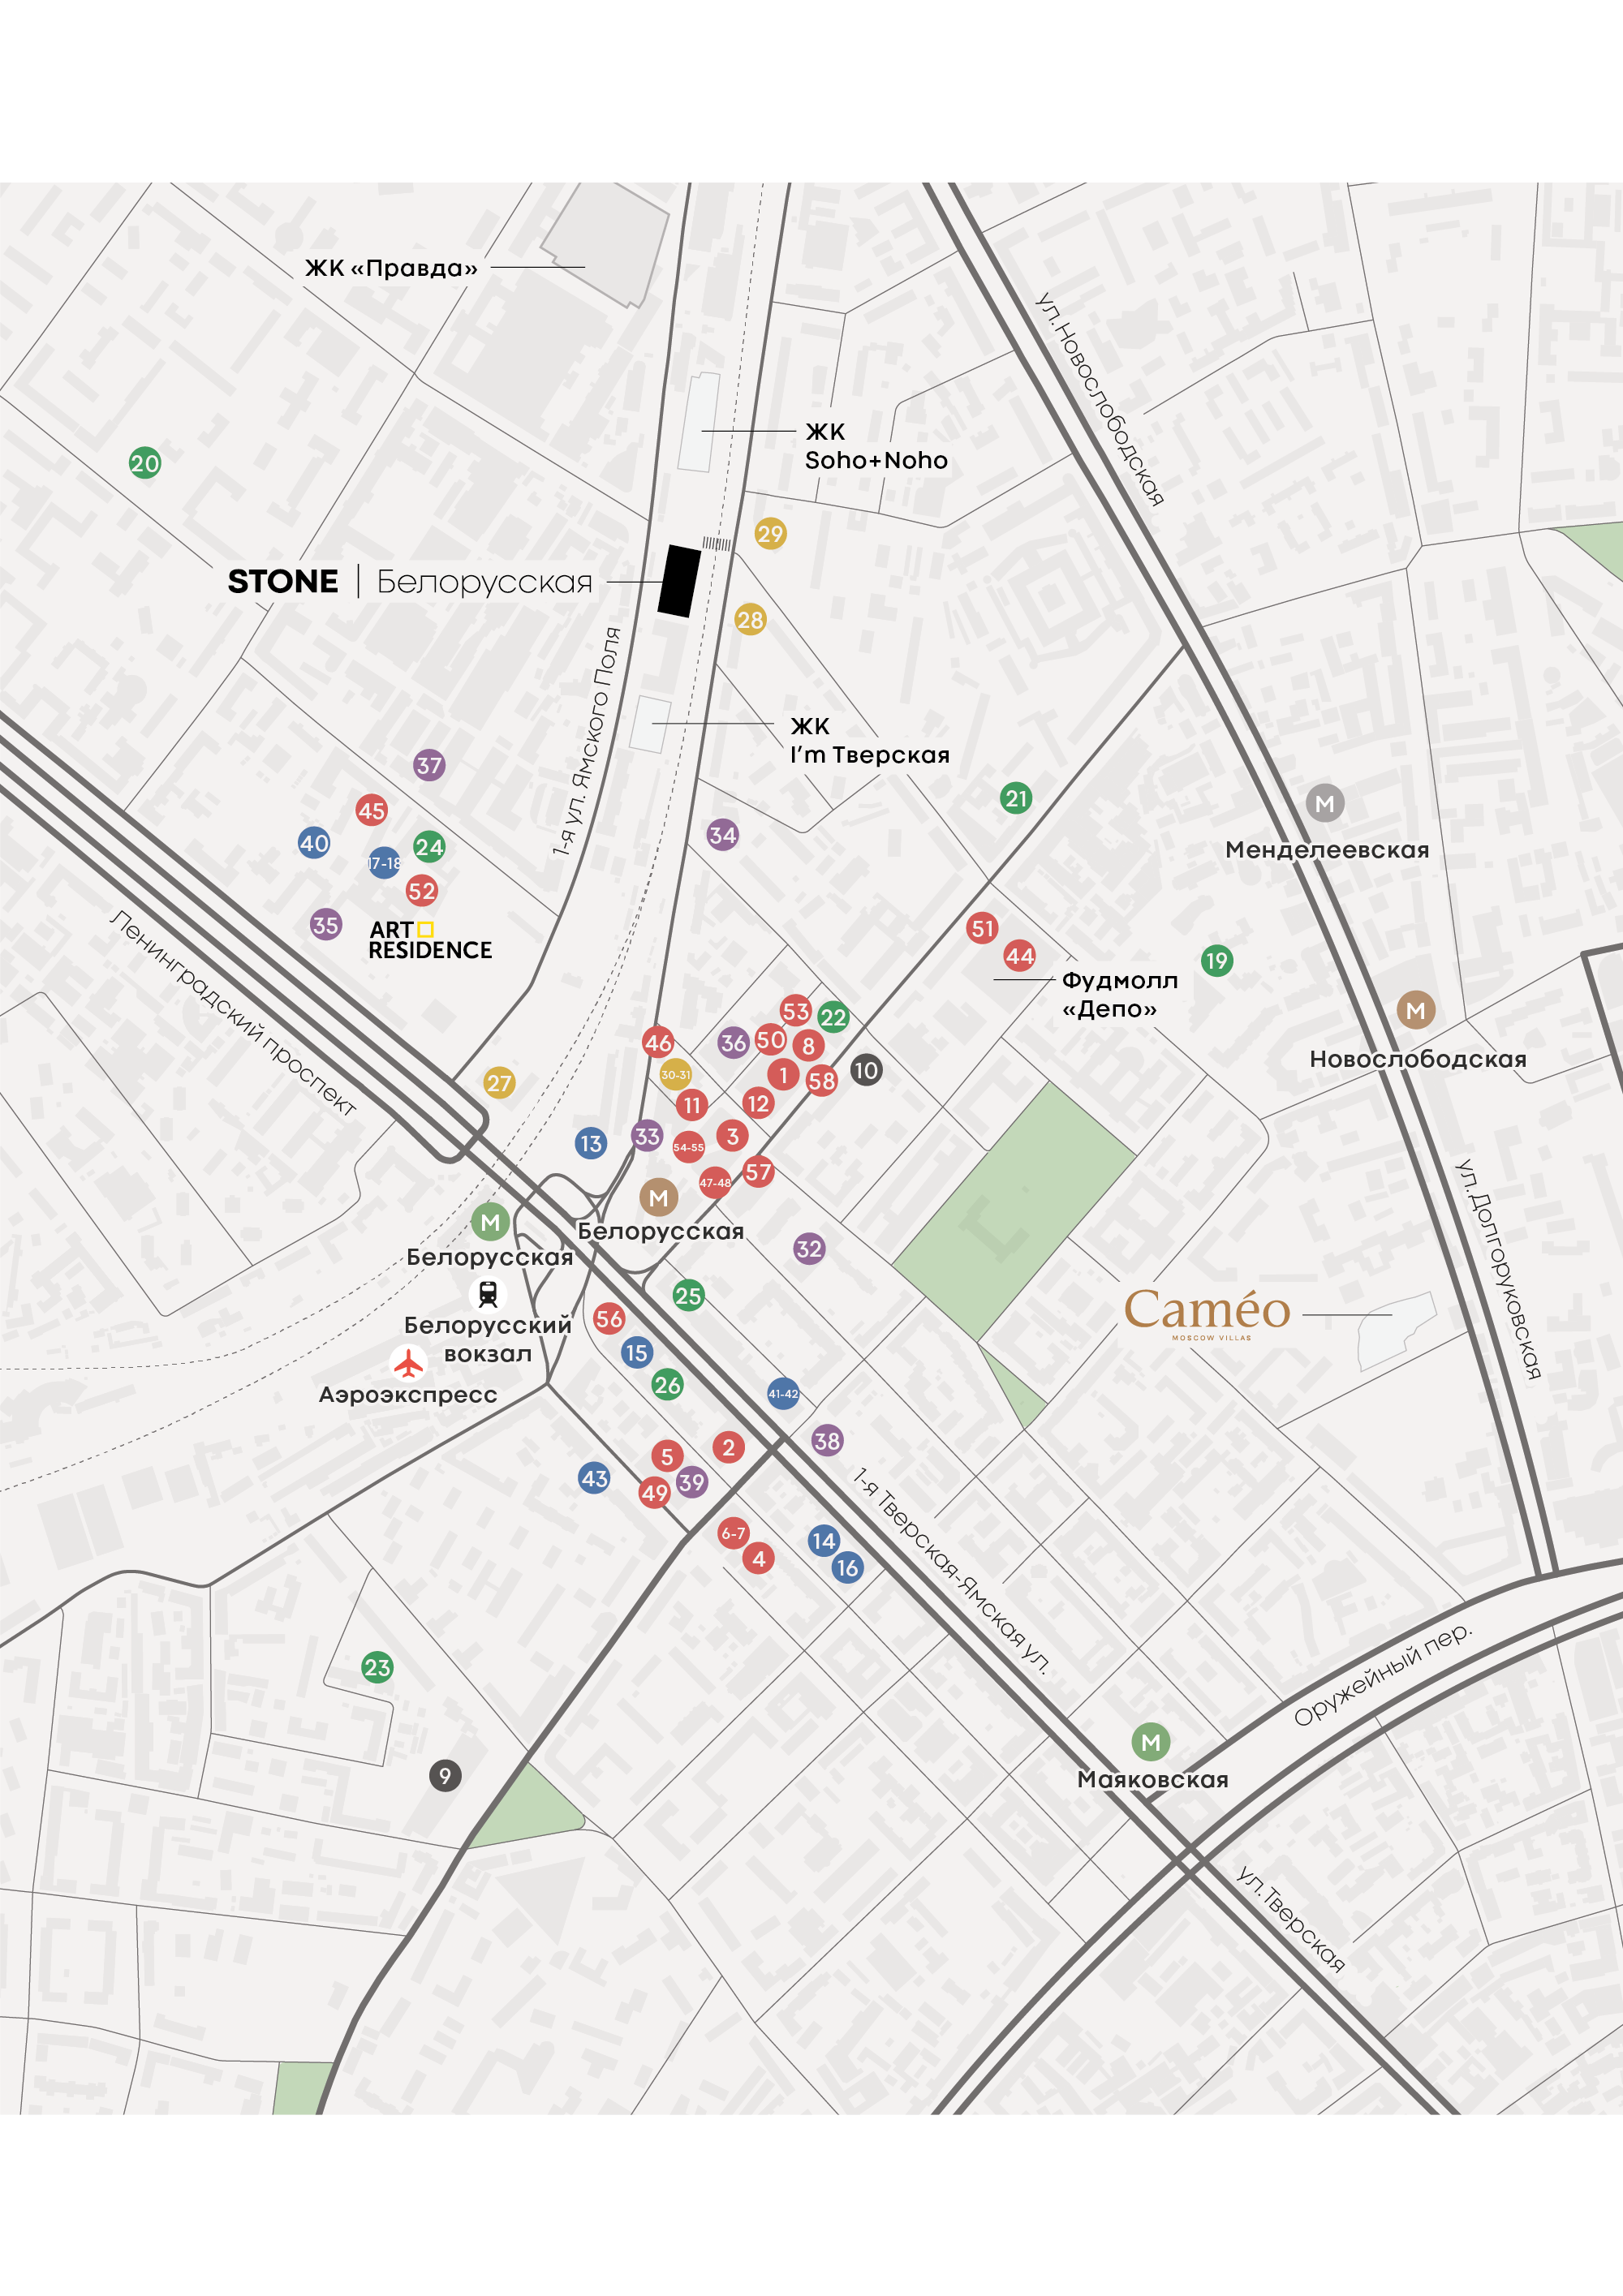 ЖК «Правда»
ул. Новослободская
ЖК
Soho+Noho
20
29
STONE | Белорусская
28
1-я ул. Ямского Поля
ЖК
I'm Тверская
37
45
21
M
40
24
34
Менделеевская
17-18
52
35
ART
RESIDENCE
51
44
19
Ленинградский проспект
Фудмолл
«Депо»
53
22
M
46
36
50
8
Новослободская
30-31
1
58
10
27
11
12
13
33
54-55
3
57
47-48
M
Белорусская
M
Белорусская
32
ул. Долгоруковская
25
Caméo
MOSCOW VILLAS
56
Белорусский
вокзал
15
Аэроэкспресс
26
41-42
38
2
5
43
39
49
1-я Тверская-Ямская ул.
6-7
14
4
16
Оружейный пер.
23
M
Маяковская
9
ул. Тверская